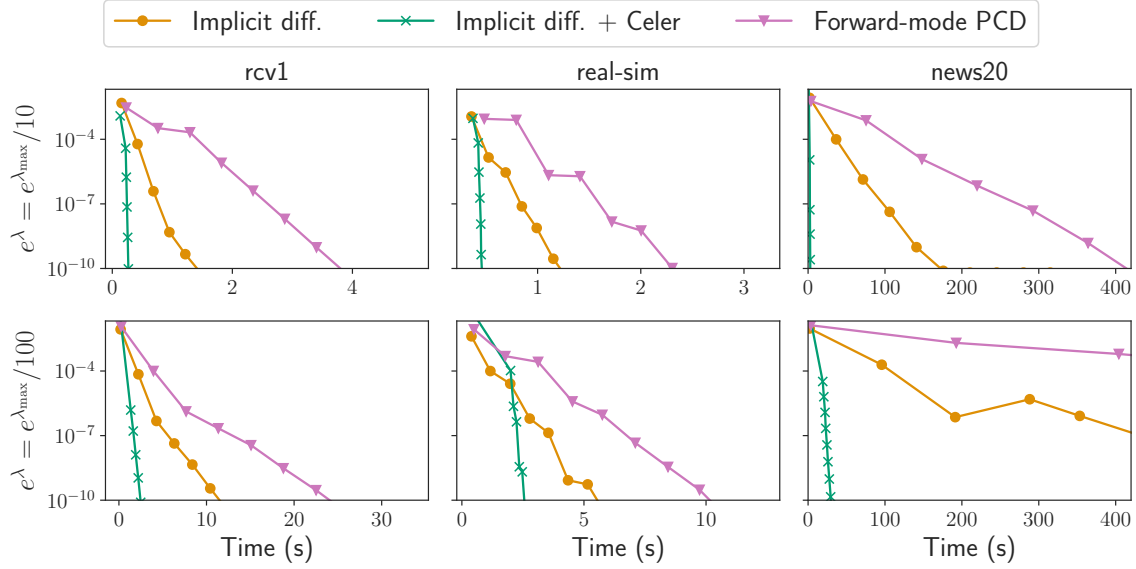 Implicit diff. Implicit diff. + Celer Forward-mode PCD
rcv1 real-sim news20
e^λ = e^λmax/10
10⁻⁴
10⁻⁷
10⁻¹⁰
0 2 4
1 2 3
0 100 200 300 400
e^λ = e^λmax/100
10⁻⁴
10⁻⁷
10⁻¹⁰
0 10 20 30
0 5 10
0 100 200 300 400
Time (s) Time (s) Time (s)